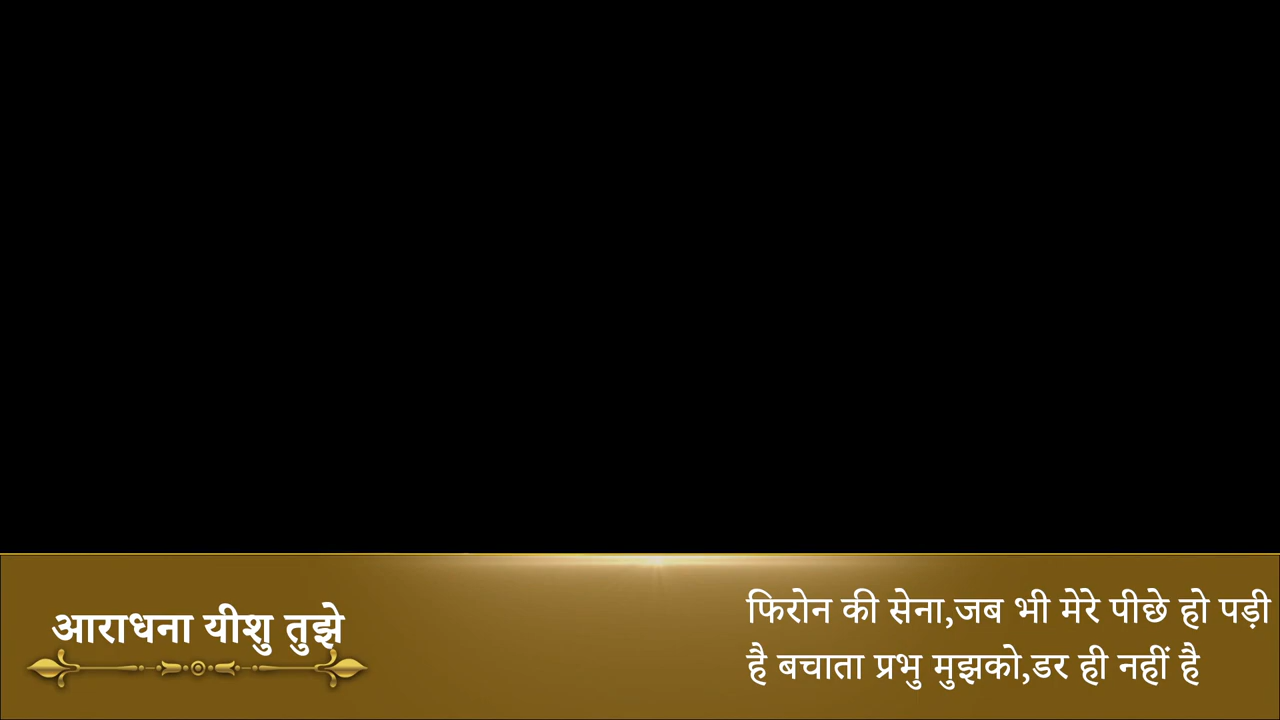 आराधना यीशु तुझे
फिरोन की सेना,जब भी मेरे पीछे हो पड़ी
है बचाता प्रभु मुझको,डर ही नहीं है